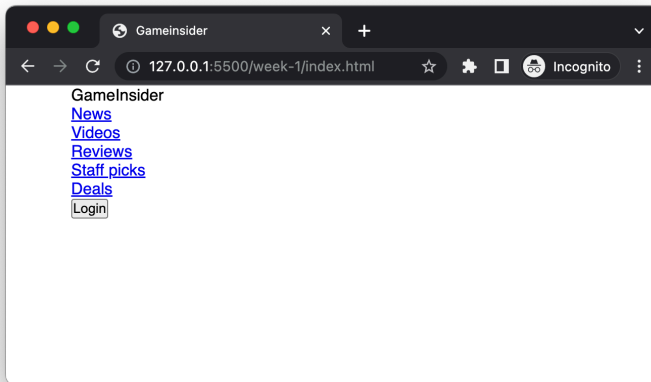 Gameinsider
127.0.0.1:5500/week-1/index.html
Incognito
GameInsider
News
Videos
Reviews
Staff picks
Deals
Login